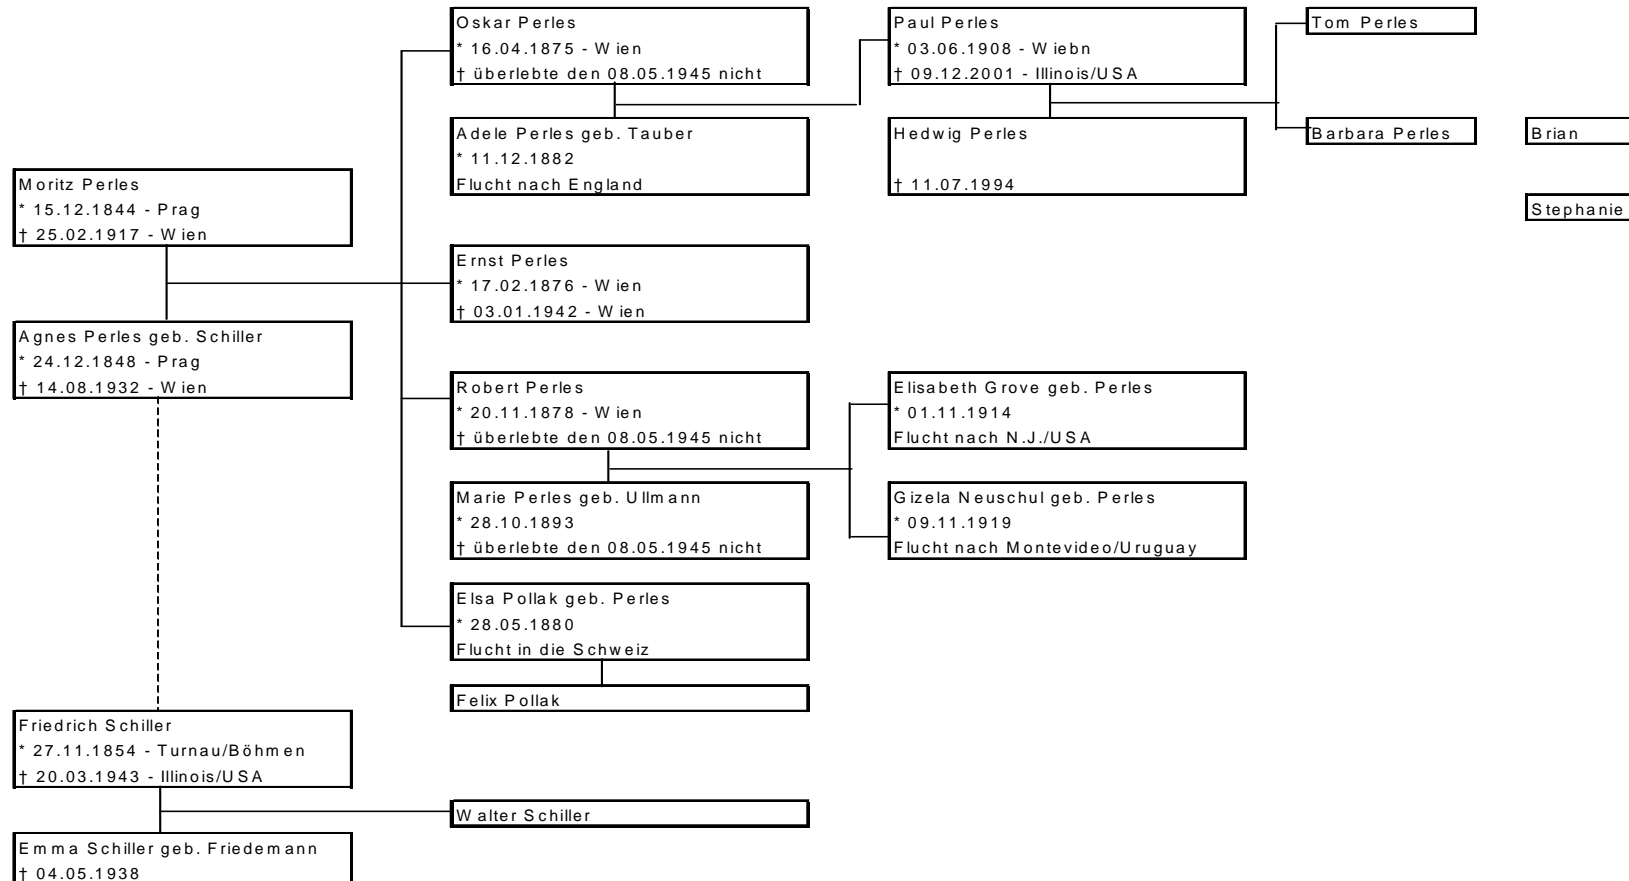 Moritz Perles
* 15.12.1844 - Prag
† 25.02.1917 - Wien
Agnes Perles geb. Schiller
* 24.12.1848 - Prag
† 14.08.1932 - Wien
Friedrich Schiller
* 27.11.1854 - Turnau/Böhmen
† 20.03.1943 - Illinois/USA
Emma Schiller geb. Friedemann
† 04.05.1938
Oskar Perles
* 16.04.1875 - Wien
† überlebte den 08.05.1945 nicht
Adele Perles geb. Tauber
* 11.12.1882
Flucht nach England
Ernst Perles
* 17.02.1876 - Wien
† 03.01.1942 - Wien
Robert Perles
* 20.11.1878 - Wien
† überlebte den 08.05.1945 nicht
Marie Perles geb. Ullmann
* 28.10.1893
† überlebte den 08.05.1945 nicht
Elsa Pollak geb. Perles
* 28.05.1880
Flucht in die Schweiz
Felix Pollak
Walter Schiller
Paul Perles
* 03.06.1908 - Wiebn
† 09.12.2001 - Illinois/USA
Hedwig Perles
† 11.07.1994
Elisabeth Grove geb. Perles
* 01.11.1914
Flucht nach N.J./USA
Gizela Neuschul geb. Perles
* 09.11.1919
Flucht nach Montevideo/Uruguay
Tom Perles
Barbara Perles
Brian
Stephanie